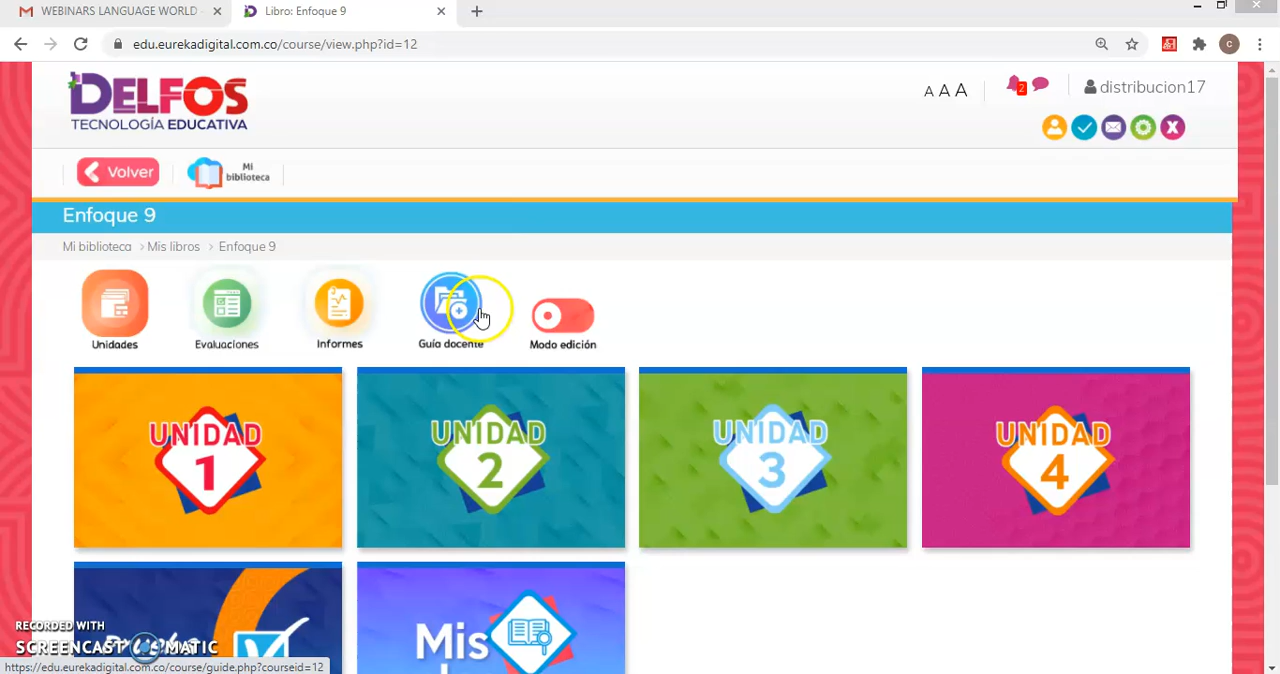 WEBINARS LANGUAGE WORLD
Libro: Enfoque 9
edu.eurekadigital.com.co/course/view.php?id=12
DELFOS
TECNOLOGÍA EDUCATIVA
A A A
2
distribucion17
Volver
Mi
biblioteca
Enfoque 9
Mi biblioteca > Mis libros > Enfoque 9
Unidades
Evaluaciones
Informes
Guía docente
Modo edición
UNIDAD
1
UNIDAD
2
UNIDAD
3
UNIDAD
4
Mis
RECORDED WITH
SCREENCAST MATIC
https://edu.eurekadigital.com.co/course/guide.php?courseid=12